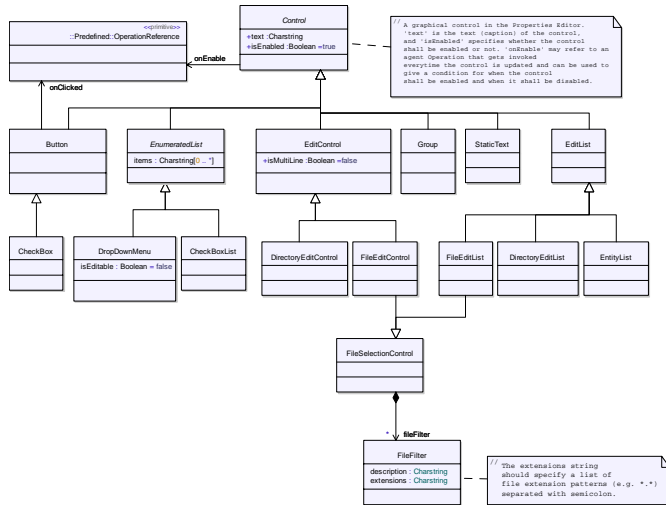 <<primitive>>
::Predefined::OperationReference
Control
+text :Charstring
+isEnabled :Boolean =true
// A graphical control in the Properties Editor.
'text' is the text (caption) of the control,
and 'isEnabled' specifies whether the control
shall be enabled or not. 'onEnable' may refer to an
agent Operation that gets invoked
everytime the control is updated and can be used to
give a condition for when the control
shall be enabled and when it shall be disabled.
onEnable
onClicked
Button
EnumeratedList
items : Charstring[0 .. *]
EditControl
+isMultiLine :Boolean =false
Group
StaticText
EditList
CheckBox
DropDownMenu
isEditable : Boolean = false
CheckBoxList
DirectoryEditControl
FileEditControl
FileEditList
DirectoryEditList
EntityList
FileSelectionControl
* fileFilter
FileFilter
description : Charstring
extensions : Charstring
// The extensions string
should specify a list of
file extension patterns (e.g. *.*)
separated with semicolon.